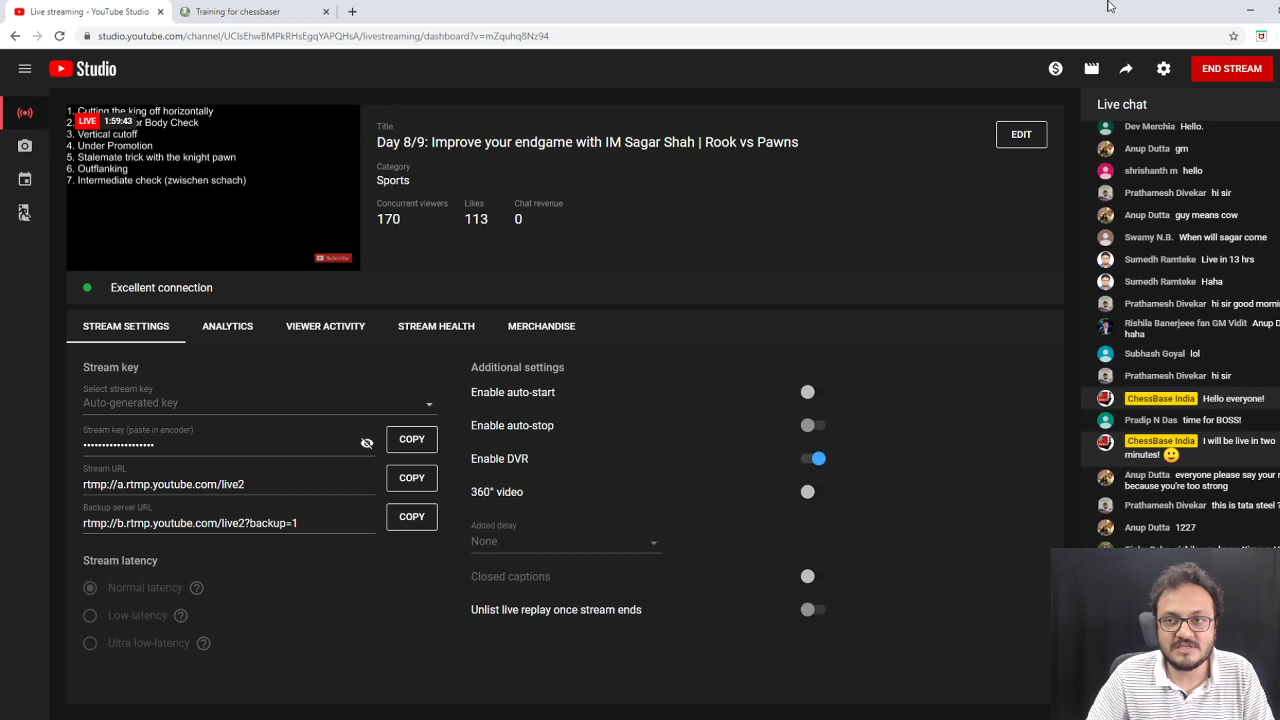 Live streaming - YouTube Studio
Training for chessbaser
studio.youtube.com/channel/UCIsEhwBMPkRHsEgqYAPQHsA/livestreaming/dashboard?v=mZquhq8Nz94
Studio
END STREAM
1. Cutting the king off horizontally
2. or Body Check
LIVE 1:59:43
3. Vertical cutoff
4. Under Promotion
5. Stalemate trick with the knight pawn
6. Outflanking
7. Intermediate check (zwischen schach)
Subscribe
Title
Day 8/9: Improve your endgame with IM Sagar Shah | Rook vs Pawns
EDIT
Category
Sports
Concurrent viewers
170
Likes
113
Chat revenue
0
Excellent connection
STREAM SETTINGS
ANALYTICS
VIEWER ACTIVITY
STREAM HEALTH
MERCHANDISE
Stream key
Select stream key
Auto-generated key
Stream key (paste in encoder)
•••••••••••••••••••
COPY
Stream URL
rtmp://a.rtmp.youtube.com/live2
COPY
Backup server URL
rtmp://b.rtmp.youtube.com/live2?backup=1
COPY
Stream latency
Normal latency
Low-latency
Ultra low-latency
Additional settings
Enable auto-start
Enable auto-stop
Enable DVR
360° video
Added delay
None
Closed captions
Unlist live replay once stream ends
Live chat
Dev Merchia Hello.
Anup Dutta gm
shrishanth m hello
Prathamesh Divekar hi sir
Anup Dutta guy means cow
Swamy N.B. When will sagar come
Sumedh Ramteke Live in 13 hrs
Sumedh Ramteke Haha
Prathamesh Divekar hi sir good morni
Rishila Banerjeee fan GM Vidit Anup D
haha
Subhash Goyal lol
Prathamesh Divekar hi sir
ChessBase India Hello everyone!
Pradip N Das time for BOSS!
ChessBase India I will be live in two
minutes! 🙂
Anup Dutta everyone please say your r
because you're too strong
Prathamesh Divekar this is tata steel ?
Anup Dutta 1227